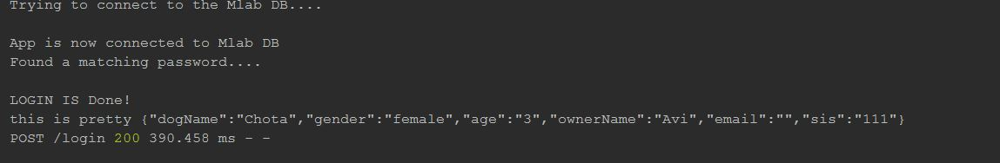 Trying to connect to the Mlab DB....
App is now connected to Mlab DB
Found a matching password....
LOGIN IS Done!
this is pretty {"dogName":"Chota","gender":"female","age":"3","ownerName":"Avi","email":"","sis":"111"}
POST /login 200 390.458 ms - -